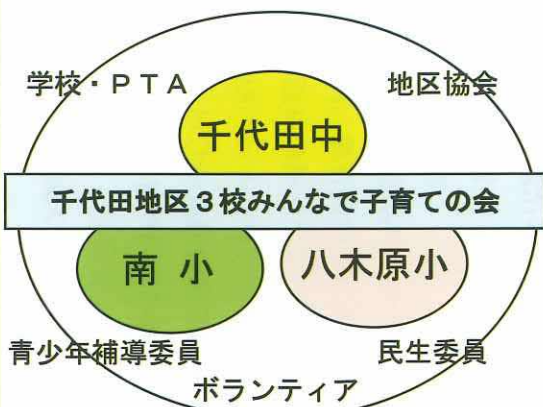 学校・ＰＴＡ
地区協会
千代田中
千代田地区３校みんなで子育ての会
南 小
八木原小
青少年補導委員
民生委員
ボランティア